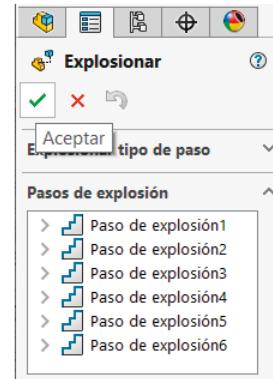 Explosionar
Aceptar
tipo de paso
Pasos de explosión
Paso de explosión1
Paso de explosión2
Paso de explosión3
Paso de explosión4
Paso de explosión5
Paso de explosión6